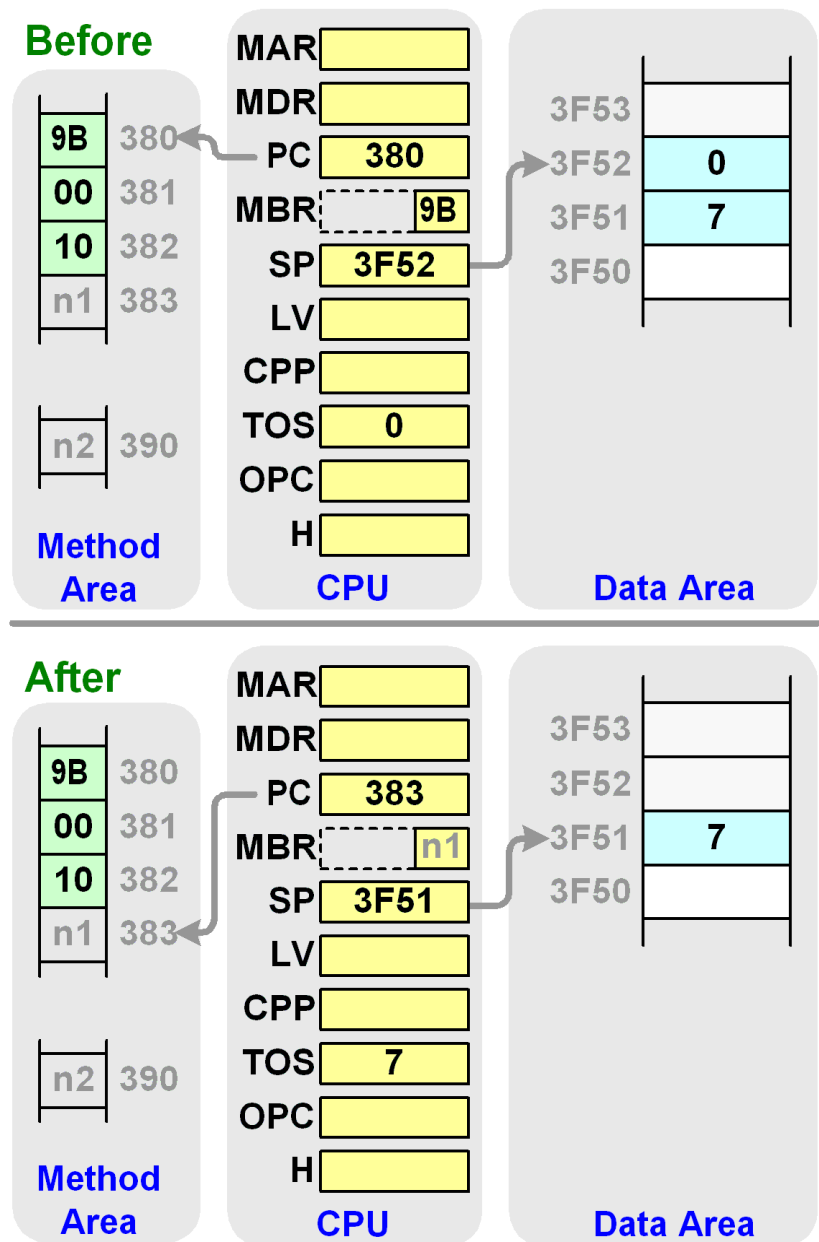 Before
9B 380
00 381
10 382
n1 383
n2 390
Method
Area
MAR
MDR
PC 380
MBR 9B
SP 3F52
LV
CPP
TOS 0
OPC
H
CPU
3F53
3F52 0
3F51 7
3F50
Data Area
After
9B 380
00 381
10 382
n1 383
n2 390
Method
Area
MAR
MDR
PC 383
MBR n1
SP 3F51
LV
CPP
TOS 7
OPC
H
CPU
3F53
3F52
3F51 7
3F50
Data Area